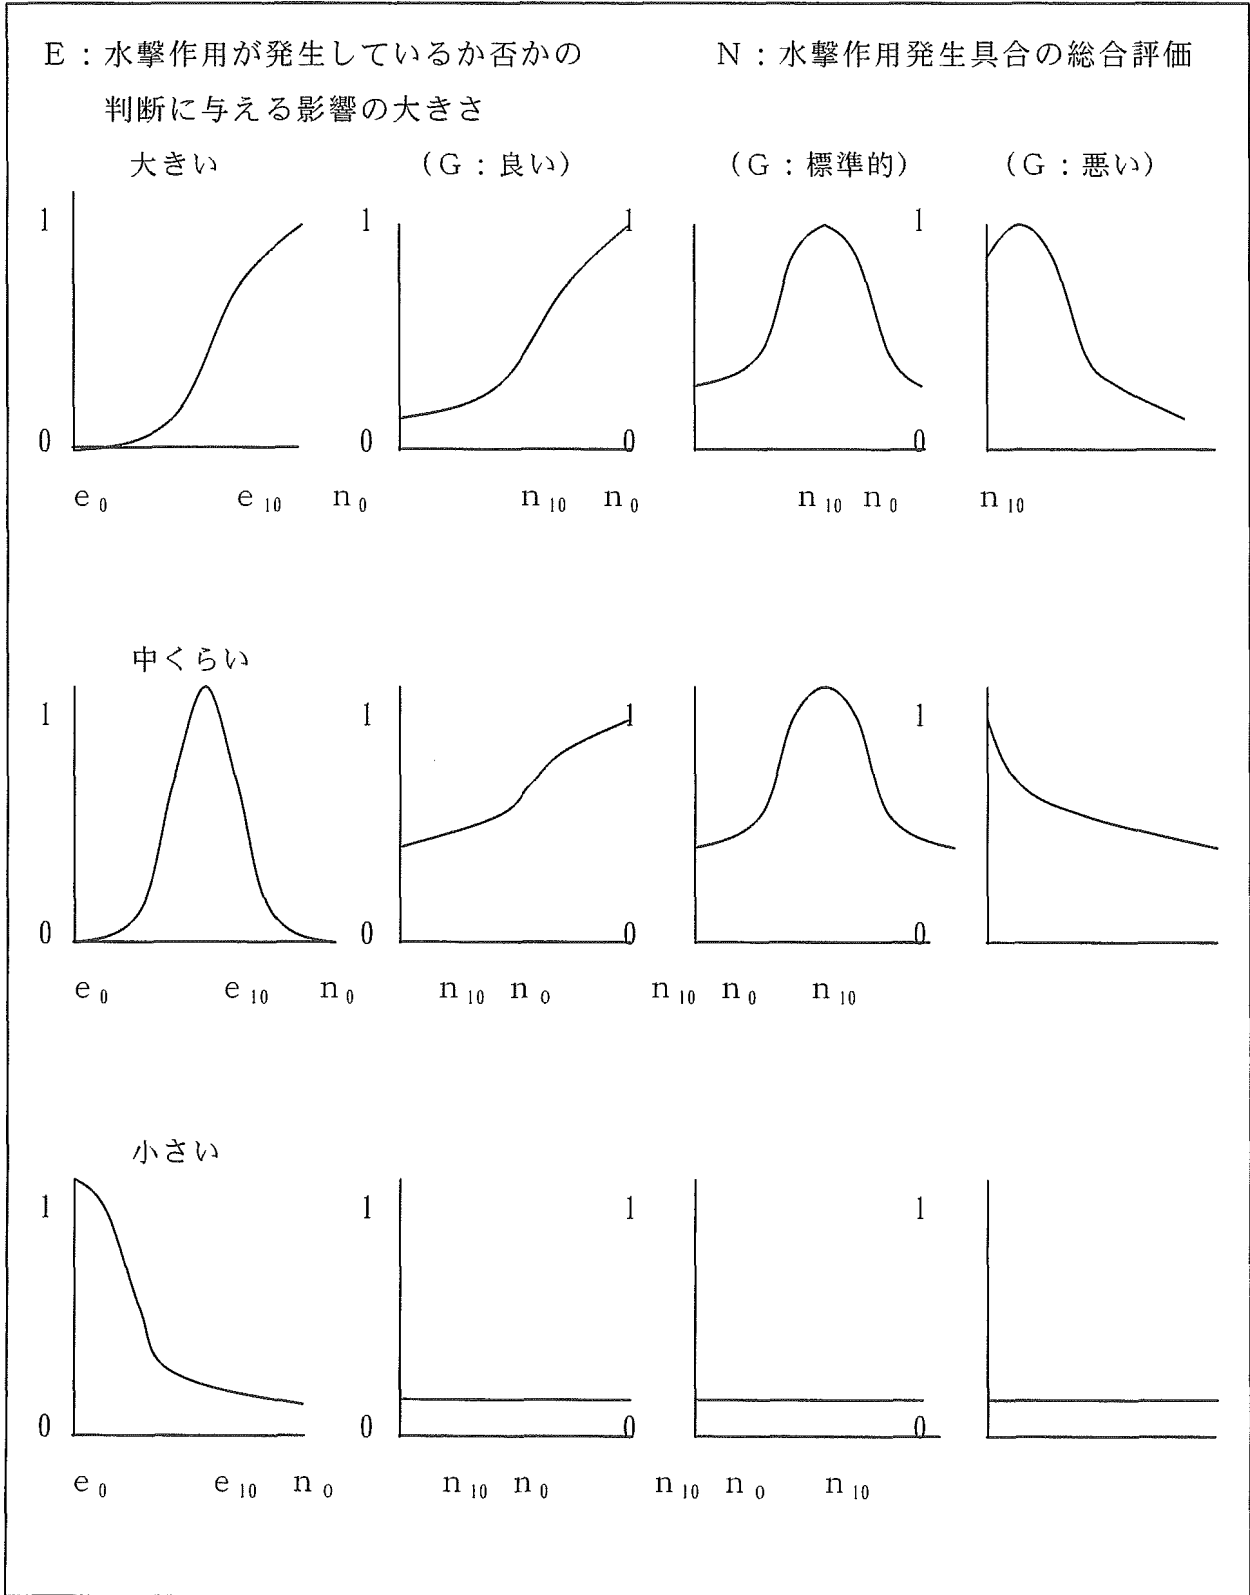 E：水撃作用が発生しているか否かの N：水撃作用発生具合の総合評価
判断に与える影響の大きさ
大きい （G：良い） （G：標準的） （G：悪い）
1 1 1 1
0 0 0 0
e₀ e₁₀ n₀ n₁₀ n₀ n₁₀ n₀ n₁₀
中くらい
1 1 1 1
0 0 0 0
e₀ e₁₀ n₀ n₁₀ n₀ n₁₀ n₀ n₁₀
小さい
1 1 1 1
0 0 0 0
e₀ e₁₀ n₀ n₁₀ n₀ n₁₀ n₀ n₁₀